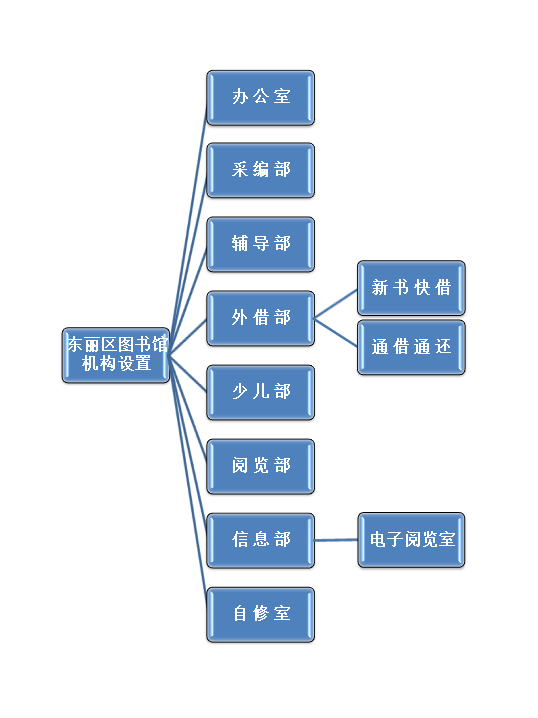 办公室
采编部
辅导部
外借部
新书快借
通借通还
东丽区图书馆
机构设置
少儿部
阅览部
信息部
电子阅览室
自修室